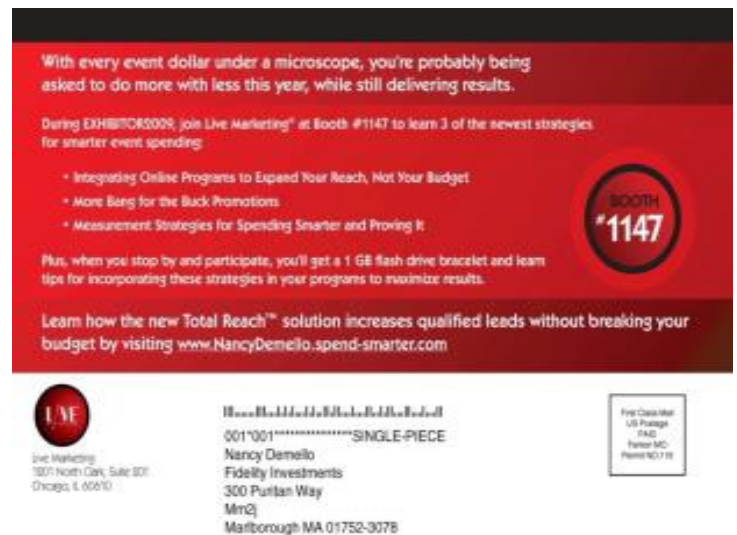 With every event dollar under a microscope, you're probably being
asked to do more with less this year, while still delivering results.
During EXHIBITOR2009, join Live Marketing® at Booth #1147 to learn 3 of the newest strategies
for smarter event spending:
• Integrating Online Programs to Expand Your Reach, Not Your Budget
• More Bang for the Buck Promotions
• Measurement Strategies for Spending Smarter and Proving It
BOOTH
#1147
Plus, when you stop by and participate, you'll get a 1 GB flash drive bracelet and learn
tips for incorporating these strategies in your programs to maximize results.
Learn how the new Total Reach™ solution increases qualified leads without breaking your
budget by visiting www.NancyDemello.spend-smarter.com
LIVE
Live Marketing
North Clark, Suite 801
Chicago, IL 60610
001*001***************SINGLE-PIECE
Nancy Demello
Fidelity Investments
300 Puritan Way
Mm2j
Marlborough MA 01752-3078
First Class Mail
US Postage
PAID
Permit NO.